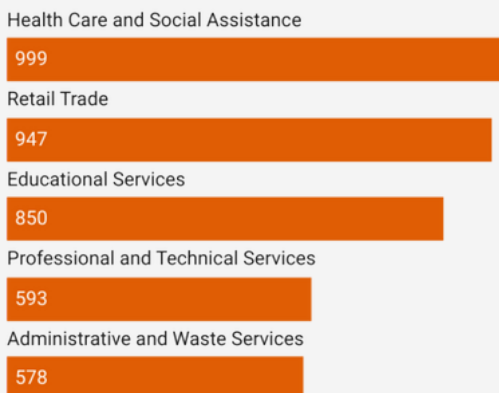 Health Care and Social Assistance
999
Retail Trade
947
Educational Services
850
Professional and Technical Services
593
Administrative and Waste Services
578